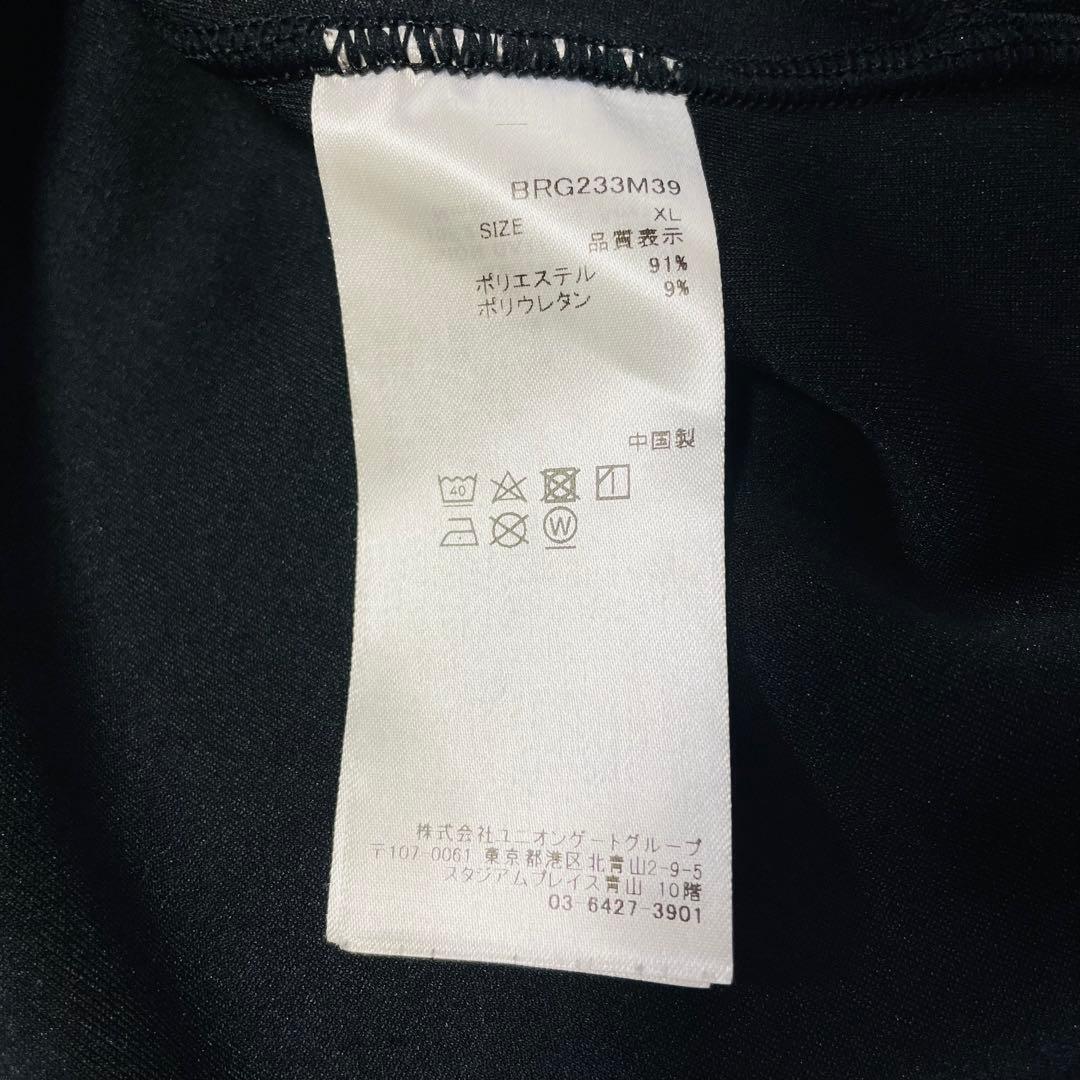 BRG233M39
SIZE XL
品質表示
ポリエステル 91%
ポリウレタン 9%
中国製
40
W
株式会社ユニオンゲートグループ
〒107-0061 東京都港区北青山2-9-5
スタジアムプレイス青山 10階
03-6427-3901